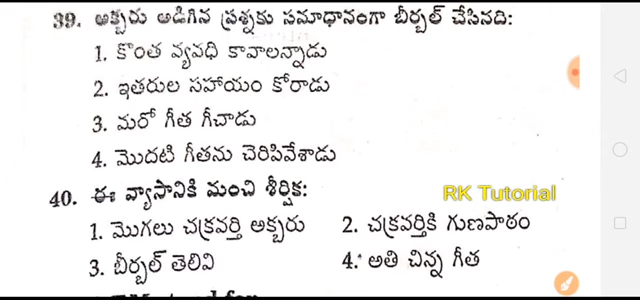 39. అక్బరు అడిగిన ప్రశ్నకు సమాధానంగా బీర్బల్ చేసినది:
1. కొంత వ్యవధి కావాలన్నాడు
2. ఇతరుల సహాయం కోరాడు
3. మరో గీత గీచాడు
4. మొదటి గీతను చెరిపివేశాడు
40. ఈ వ్యాసానికి మంచి శీర్షిక:
RK Tutorial
1. మొగలు చక్రవర్తి అక్బరు 2. చక్రవర్తికి గుణపాఠం
3. బీర్బల్ తెలివి 4. అతి చిన్న గీత